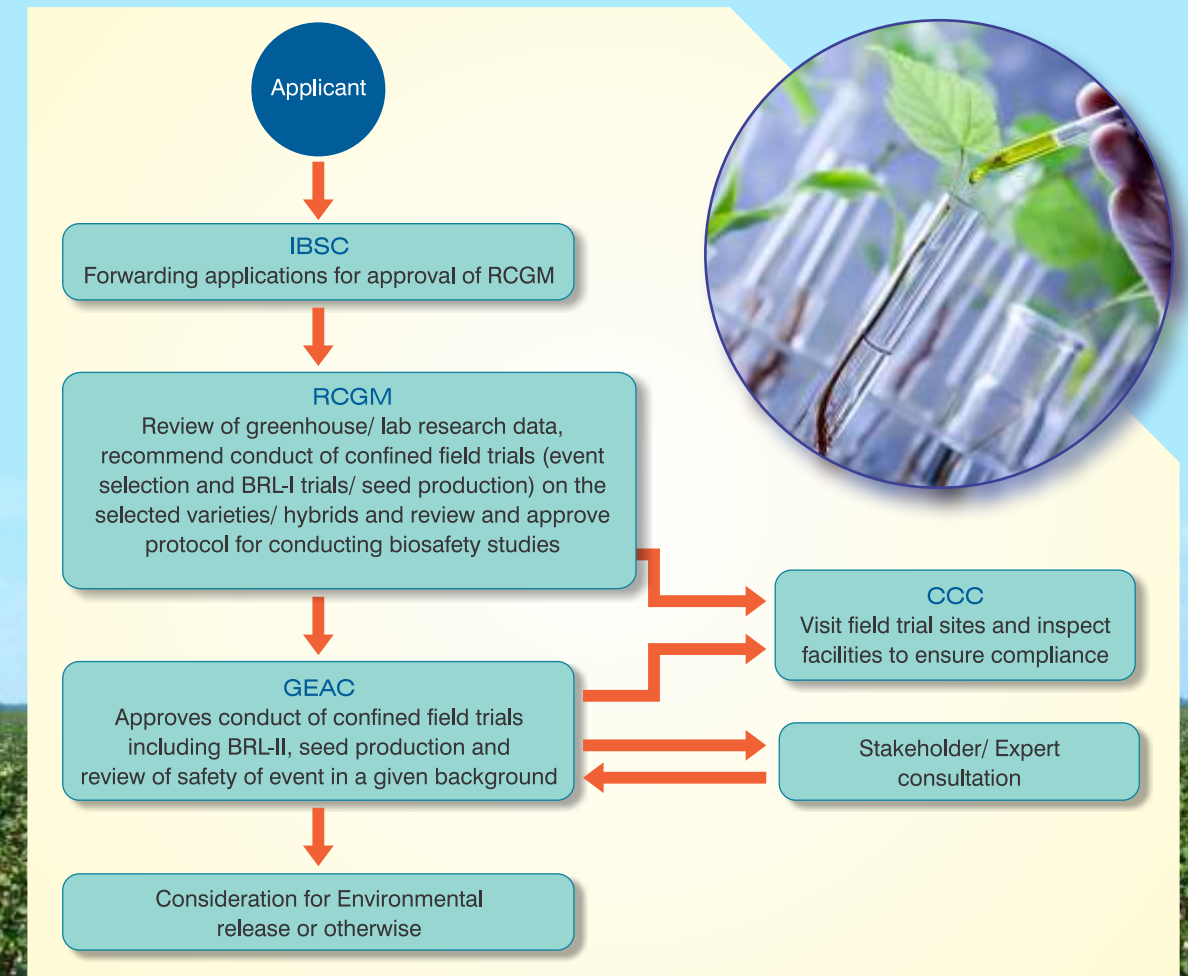 Applicant
IBSC
Forwarding applications for approval of RCGM
RCGM
Review of greenhouse/ lab research data,
recommend conduct of confined field trials (event
selection and BRL-I trials/ seed production) on the
selected varieties/ hybrids and review and approve
protocol for conducting biosafety studies
CCC
Visit field trial sites and inspect
facilities to ensure compliance
GEAC
Approves conduct of confined field trials
including BRL-II, seed production and
review of safety of event in a given background
Stakeholder/ Expert
consultation
Consideration for Environmental
release or otherwise